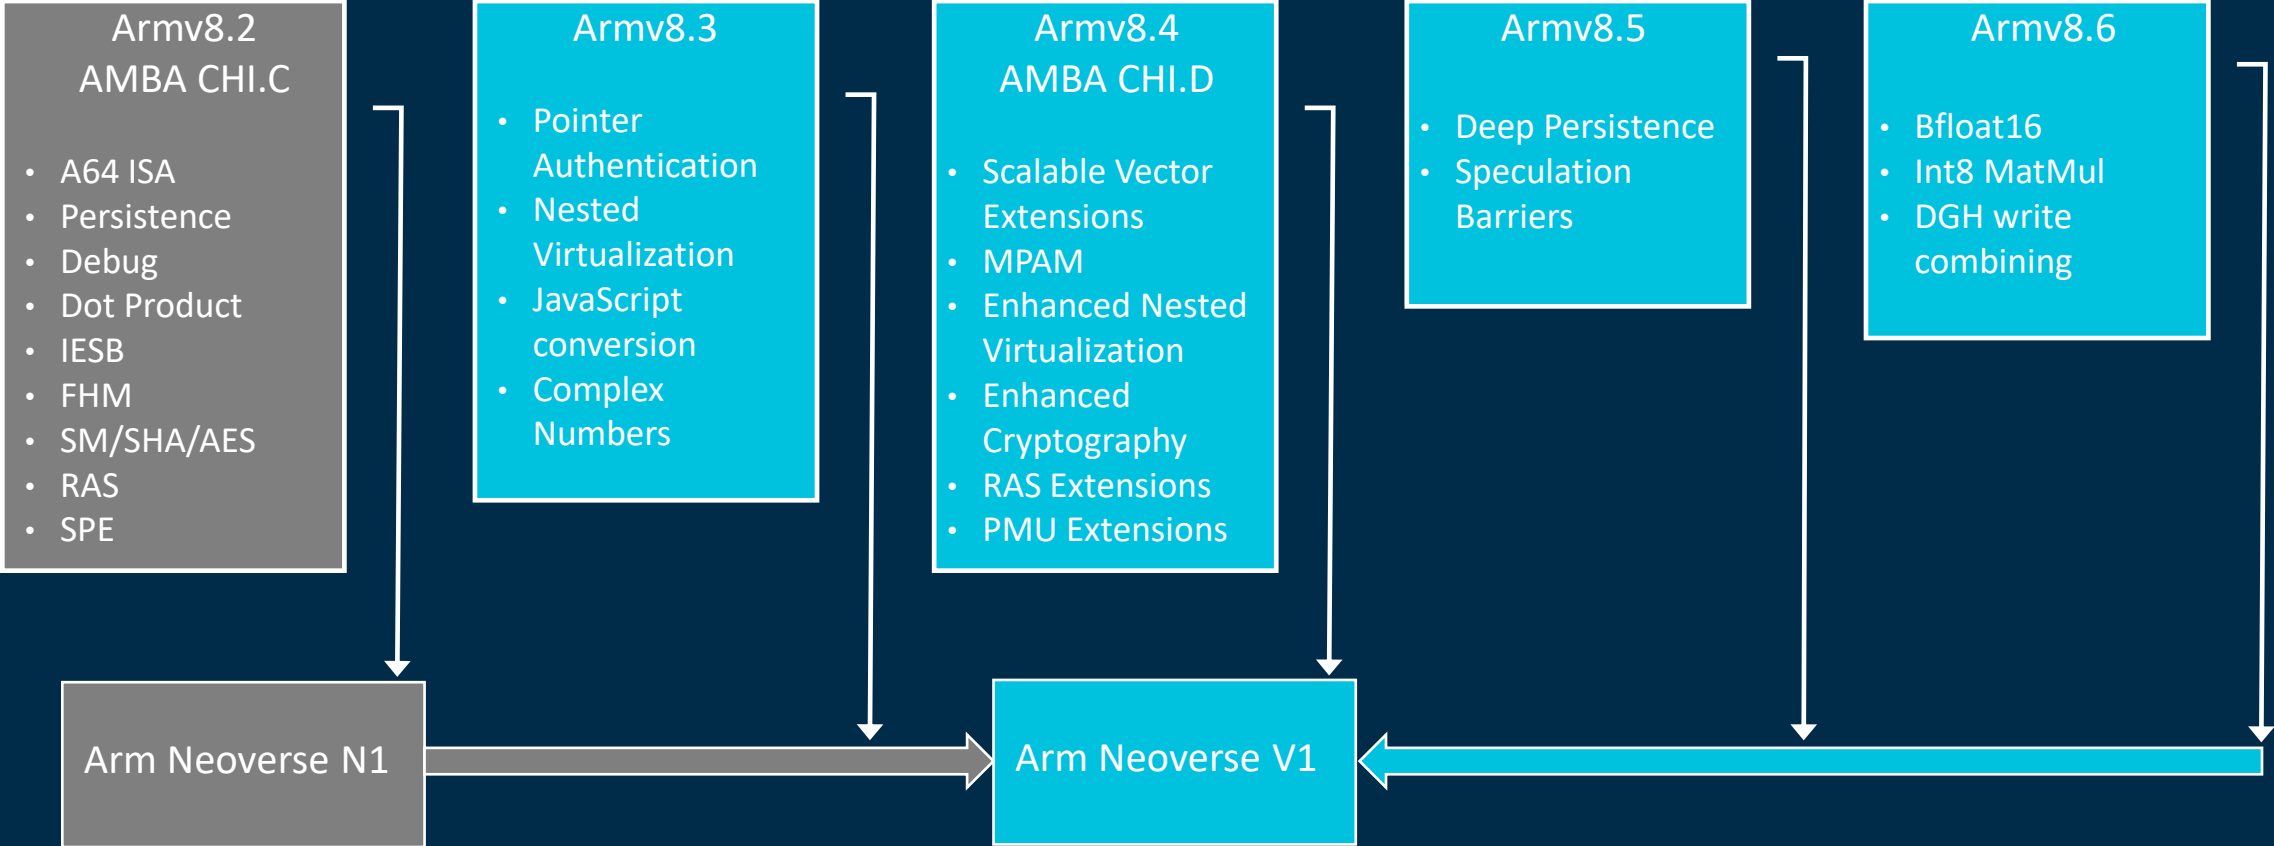 Armv8.2
AMBA CHI.C
• A64 ISA
• Persistence
• Debug
• Dot Product
• IESB
• FHM
• SM/SHA/AES
• RAS
• SPE
Armv8.3
• Pointer
Authentication
• Nested
Virtualization
• JavaScript
conversion
• Complex
Numbers
Armv8.4
AMBA CHI.D
• Scalable Vector
Extensions
• MPAM
• Enhanced Nested
Virtualization
• Enhanced
Cryptography
• RAS Extensions
• PMU Extensions
Armv8.5
• Deep Persistence
• Speculation
Barriers
Armv8.6
• Bfloat16
• Int8 MatMul
• DGH write
combining
Arm Neoverse N1
Arm Neoverse V1